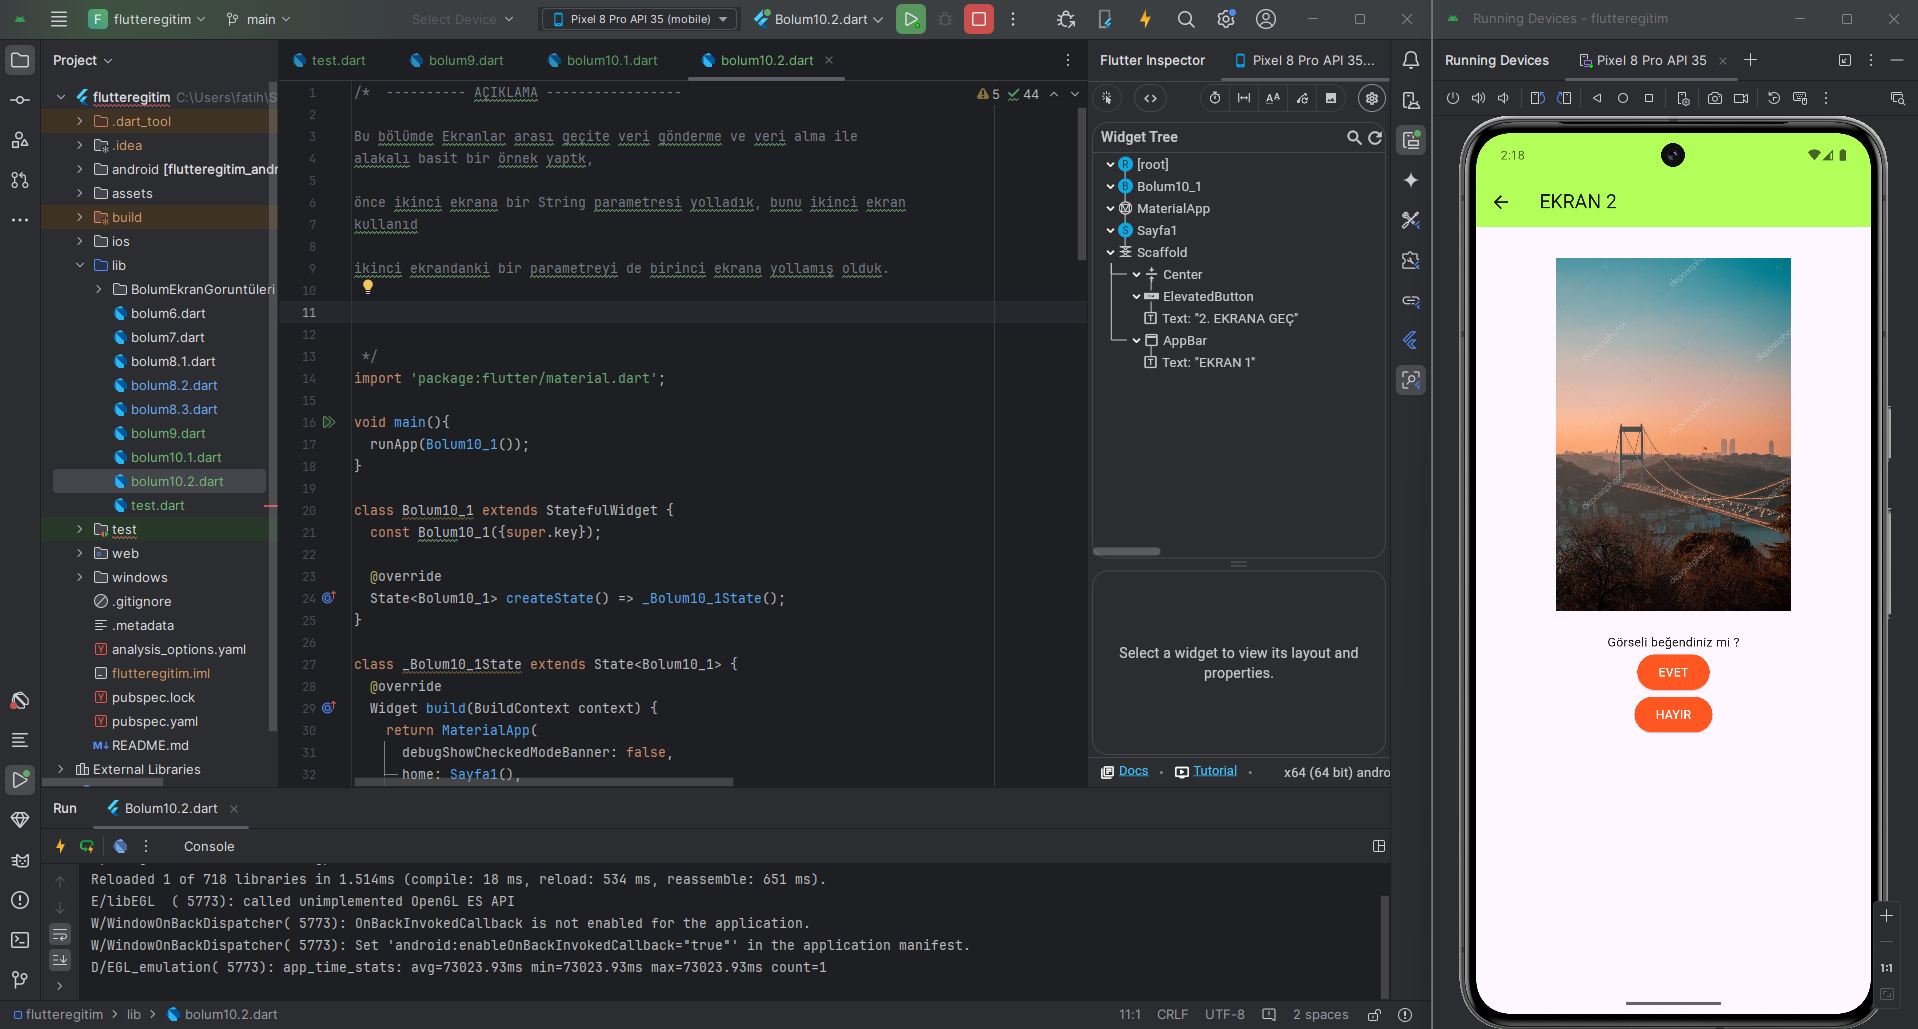 F flutteregitim
main
Select Device
Pixel 8 Pro API 35 (mobile)
Bolum10.2.dart
Running Devices - flutteregitim
Project
test.dart
bolum9.dart
bolum10.1.dart
bolum10.2.dart
Flutter Inspector
Pixel 8 Pro API 35...
Running Devices
Pixel 8 Pro API 35
flutteregitim C:\Users\fatih\S
.dart_tool
.idea
android [flutteregitim_andr
assets
build
ios
lib
BolumEkranGoruntüleri
bolum6.dart
bolum7.dart
bolum8.1.dart
bolum8.2.dart
bolum8.3.dart
bolum9.dart
bolum10.1.dart
bolum10.2.dart
test.dart
test
web
windows
.gitignore
.metadata
analysis_options.yaml
flutteregitim.iml
pubspec.lock
pubspec.yaml
README.md
External Libraries
5 44
1 /* ---------- AÇIKLAMA -----------------
2
3 Bu bölümde Ekranlar arası geçite veri gönderme ve veri alma ile
4 alakalı basit bir örnek yaptk,
5
6 önce ikinci ekrana bir String parametresi yolladık, bunu ikinci ekran
7 kullanıd
8
9 ikinci ekrandanki bir parametreyi de birinci ekrana yollamış olduk.
10
11
12
13 */
14 import 'package:flutter/material.dart';
15
16 void main(){
17 runApp(Bolum10_1());
18 }
19
20 class Bolum10_1 extends StatefulWidget {
21 const Bolum10_1({super.key});
22
23 @override
24 State<Bolum10_1> createState() => _Bolum10_1State();
25 }
26
27 class _Bolum10_1State extends State<Bolum10_1> {
28 @override
29 Widget build(BuildContext context) {
30 return MaterialApp(
31 debugShowCheckedModeBanner: false,
32 home: Sayfa1(),
Widget Tree
R [root]
B Bolum10_1
M MaterialApp
S Sayfa1
Scaffold
Center
ElevatedButton
T Text: "2. EKRANA GEÇ"
AppBar
T Text: "EKRAN 1"
Select a widget to view its layout and
properties.
Docs
Tutorial
x64 (64 bit) andro
2:18
EKRAN 2
depositphotos
Görseli beğendiniz mi ?
EVET
HAYIR
1:1
Run
Bolum10.2.dart
Console
Reloaded 1 of 718 libraries in 1.514ms (compile: 18 ms, reload: 534 ms, reassemble: 651 ms).
E/libEGL ( 5773): called unimplemented OpenGL ES API
W/WindowOnBackDispatcher( 5773): OnBackInvokedCallback is not enabled for the application.
W/WindowOnBackDispatcher( 5773): Set 'android:enableOnBackInvokedCallback="true"' in the application manifest.
D/EGL_emulation( 5773): app_time_stats: avg=73023.93ms min=73023.93ms max=73023.93ms count=1
flutteregitim > lib > bolum10.2.dart
11:1
CRLF
UTF-8
2 spaces